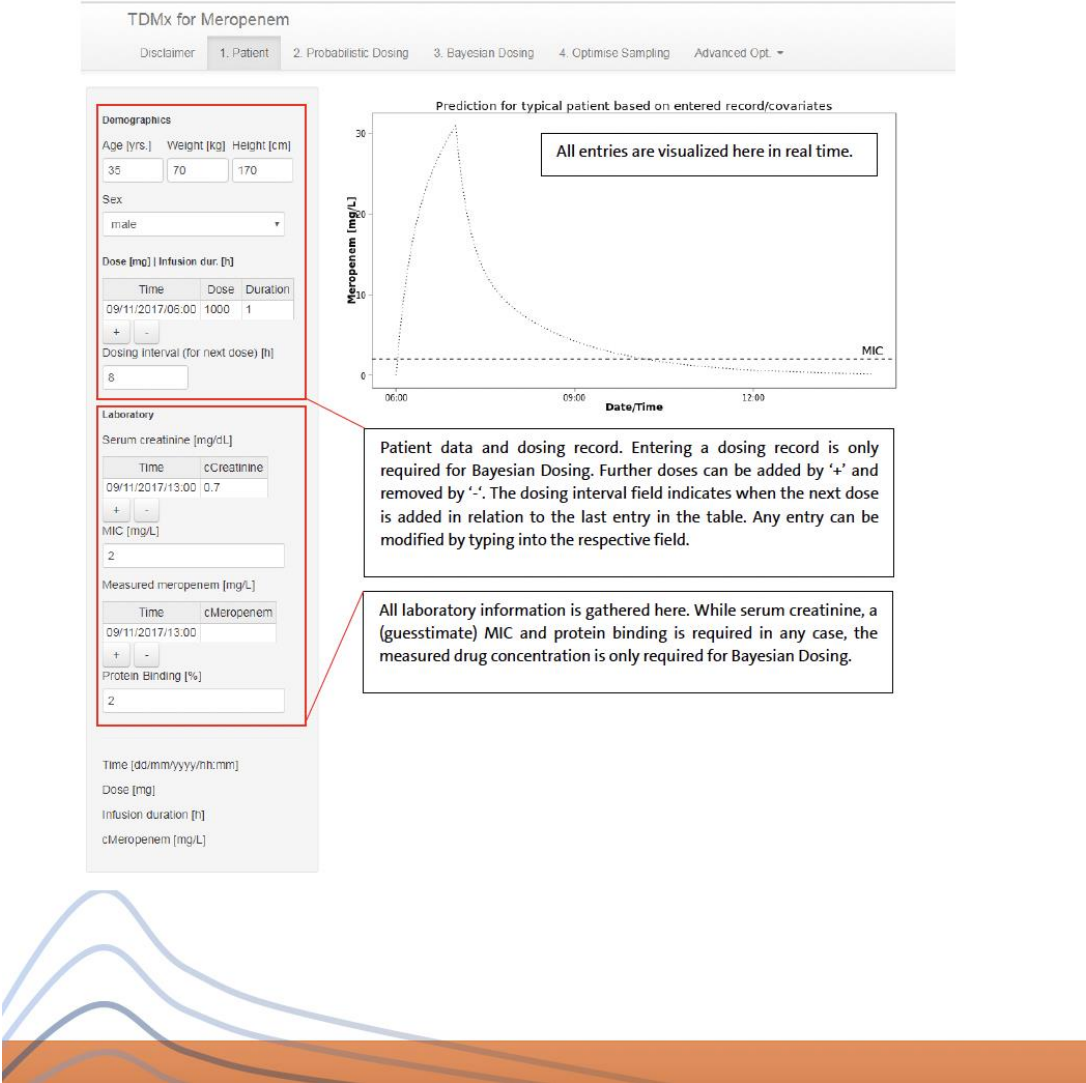 TDMx for Meropenem
Disclaimer 1. Patient 2. Probabilistic Dosing 3. Bayesian Dosing 4. Optimise Sampling Advanced Opt.
Demographics
Age [yrs.] Weight [kg] Height [cm]
35 70 170
Sex
male
Dose [mg] | Infusion dur. [h]
Time Dose Duration
09/11/2017/06:00 1000 1
+ -
Dosing interval (for next dose) [h]
8
Laboratory
Serum creatinine [mg/dL]
Time cCreatinine
09/11/2017/13:00 0.7
+ -
MIC [mg/L]
2
Measured meropenem [mg/L]
Time cMeropenem
09/11/2017/13:00
+ -
Protein Binding [%]
2
Time [dd/mm/yyyy/hh:mm]
Dose [mg]
Infusion duration [h]
cMeropenem [mg/L]
Prediction for typical patient based on entered record/covariates
All entries are visualized here in real time.
Meropenem [mg/L]
30
20
10
0
MIC
06:00 09:00 12:00
Date/Time
Patient data and dosing record. Entering a dosing record is only
required for Bayesian Dosing. Further doses can be added by ‘+’ and
removed by ‘-‘. The dosing interval field indicates when the next dose
is added in relation to the last entry in the table. Any entry can be
modified by typing into the respective field.
All laboratory information is gathered here. While serum creatinine, a
(guesstimate) MIC and protein binding is required in any case, the
measured drug concentration is only required for Bayesian Dosing.